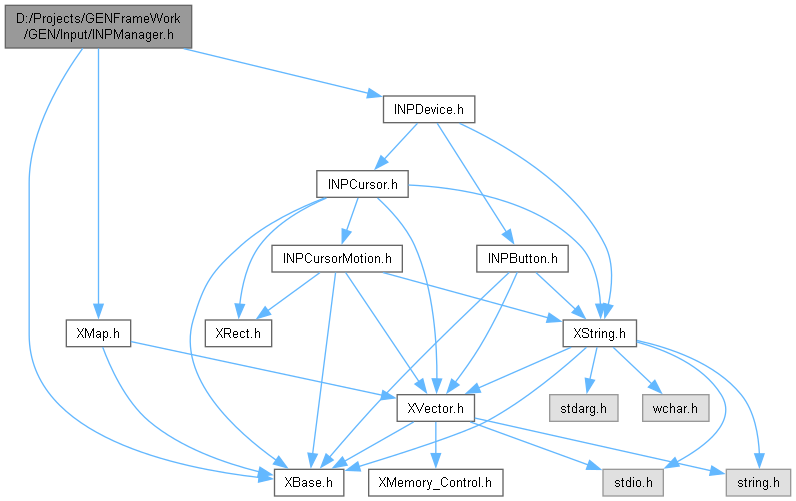 D:/Projects/GENFrameWork
/GEN/Input/INPManager.h
INPDevice.h
INPCursor.h
INPCursorMotion.h
INPButton.h
XMap.h
XRect.h
XString.h
XVector.h
stdarg.h
wchar.h
XBase.h
XMemory_Control.h
stdio.h
string.h